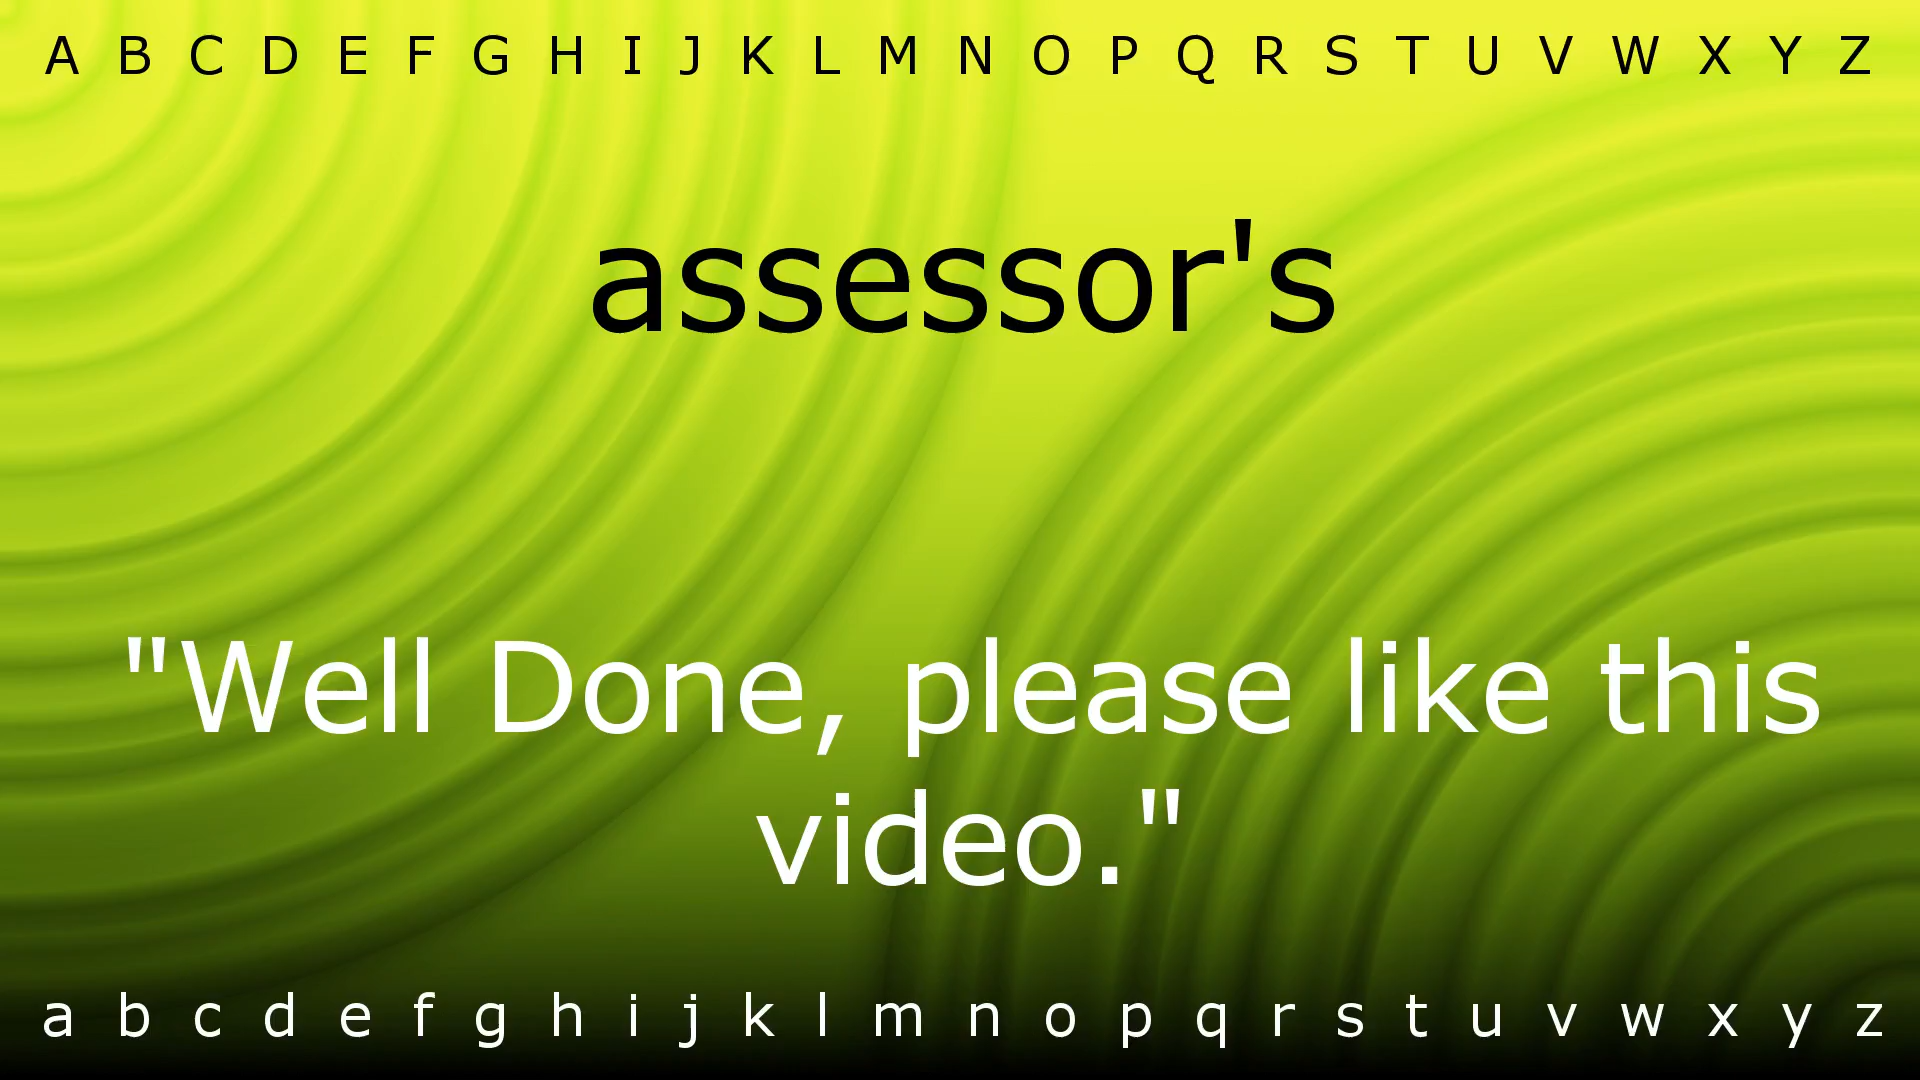 A B C D E F G H I J K L M N O P Q R S T U V W X Y Z
assessor's
"Well Done, please like this
video."
a b c d e f g h i j k l m n o p q r s t u v w x y z